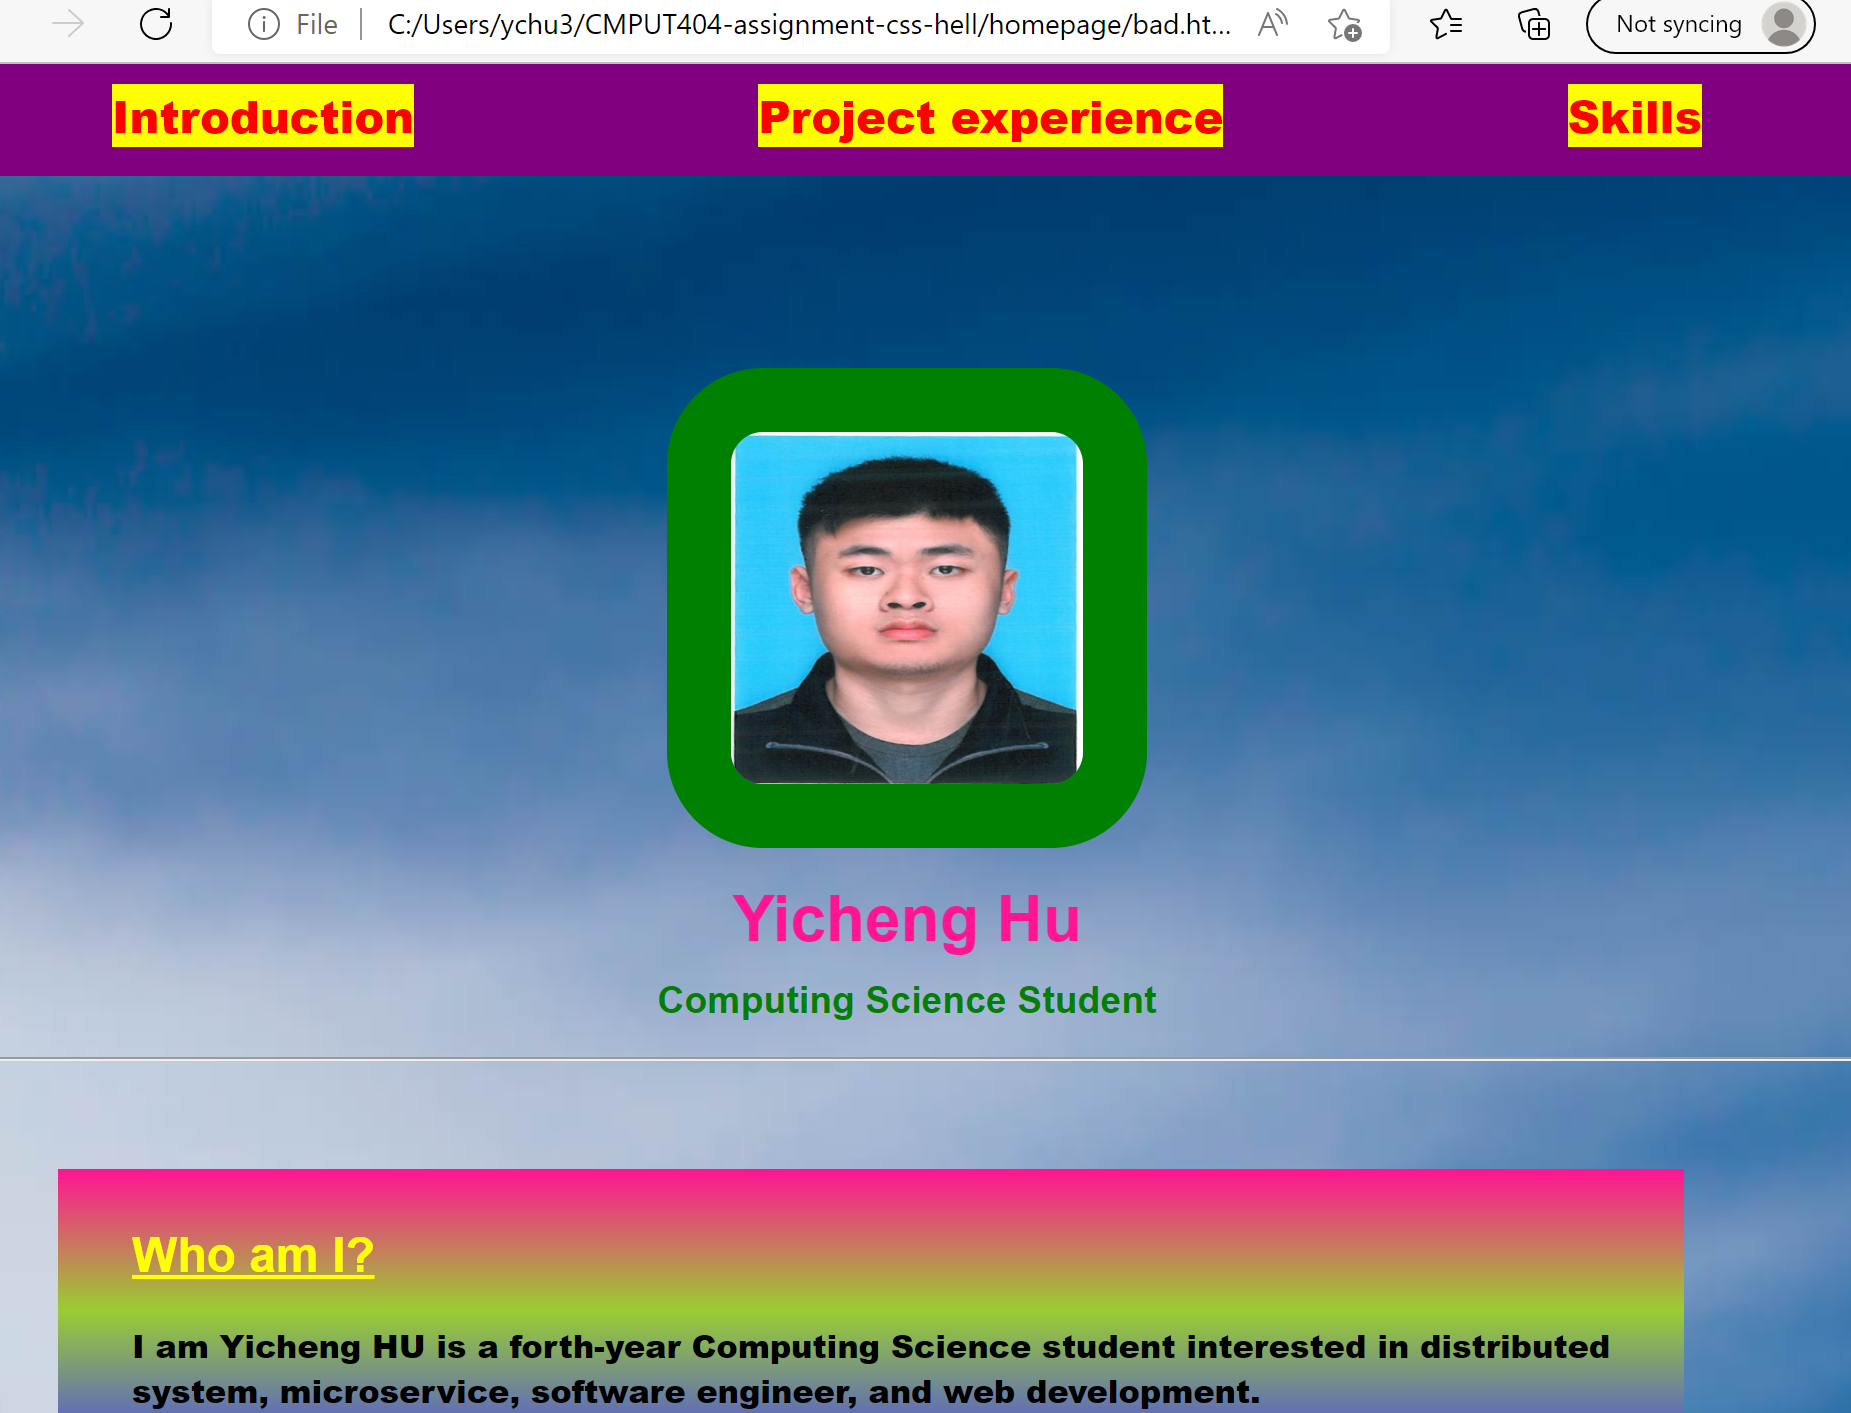 File C:/Users/ychu3/CMPUT404-assignment-css-hell/homepage/bad.ht... Not syncing
Introduction Project experience Skills
Yicheng Hu
Computing Science Student
Who am I?
I am Yicheng HU is a forth-year Computing Science student interested in distributed
system, microservice, software engineer, and web development.